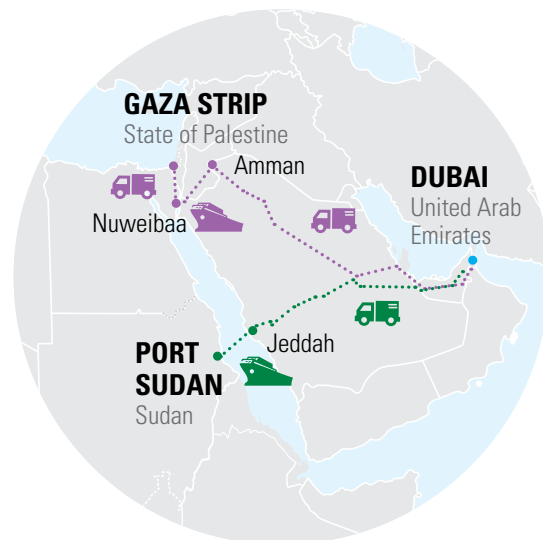 GAZA STRIP
State of Palestine
Amman
DUBAI
United Arab
Emirates
Nuweibaa
Jeddah
PORT
SUDAN
Sudan